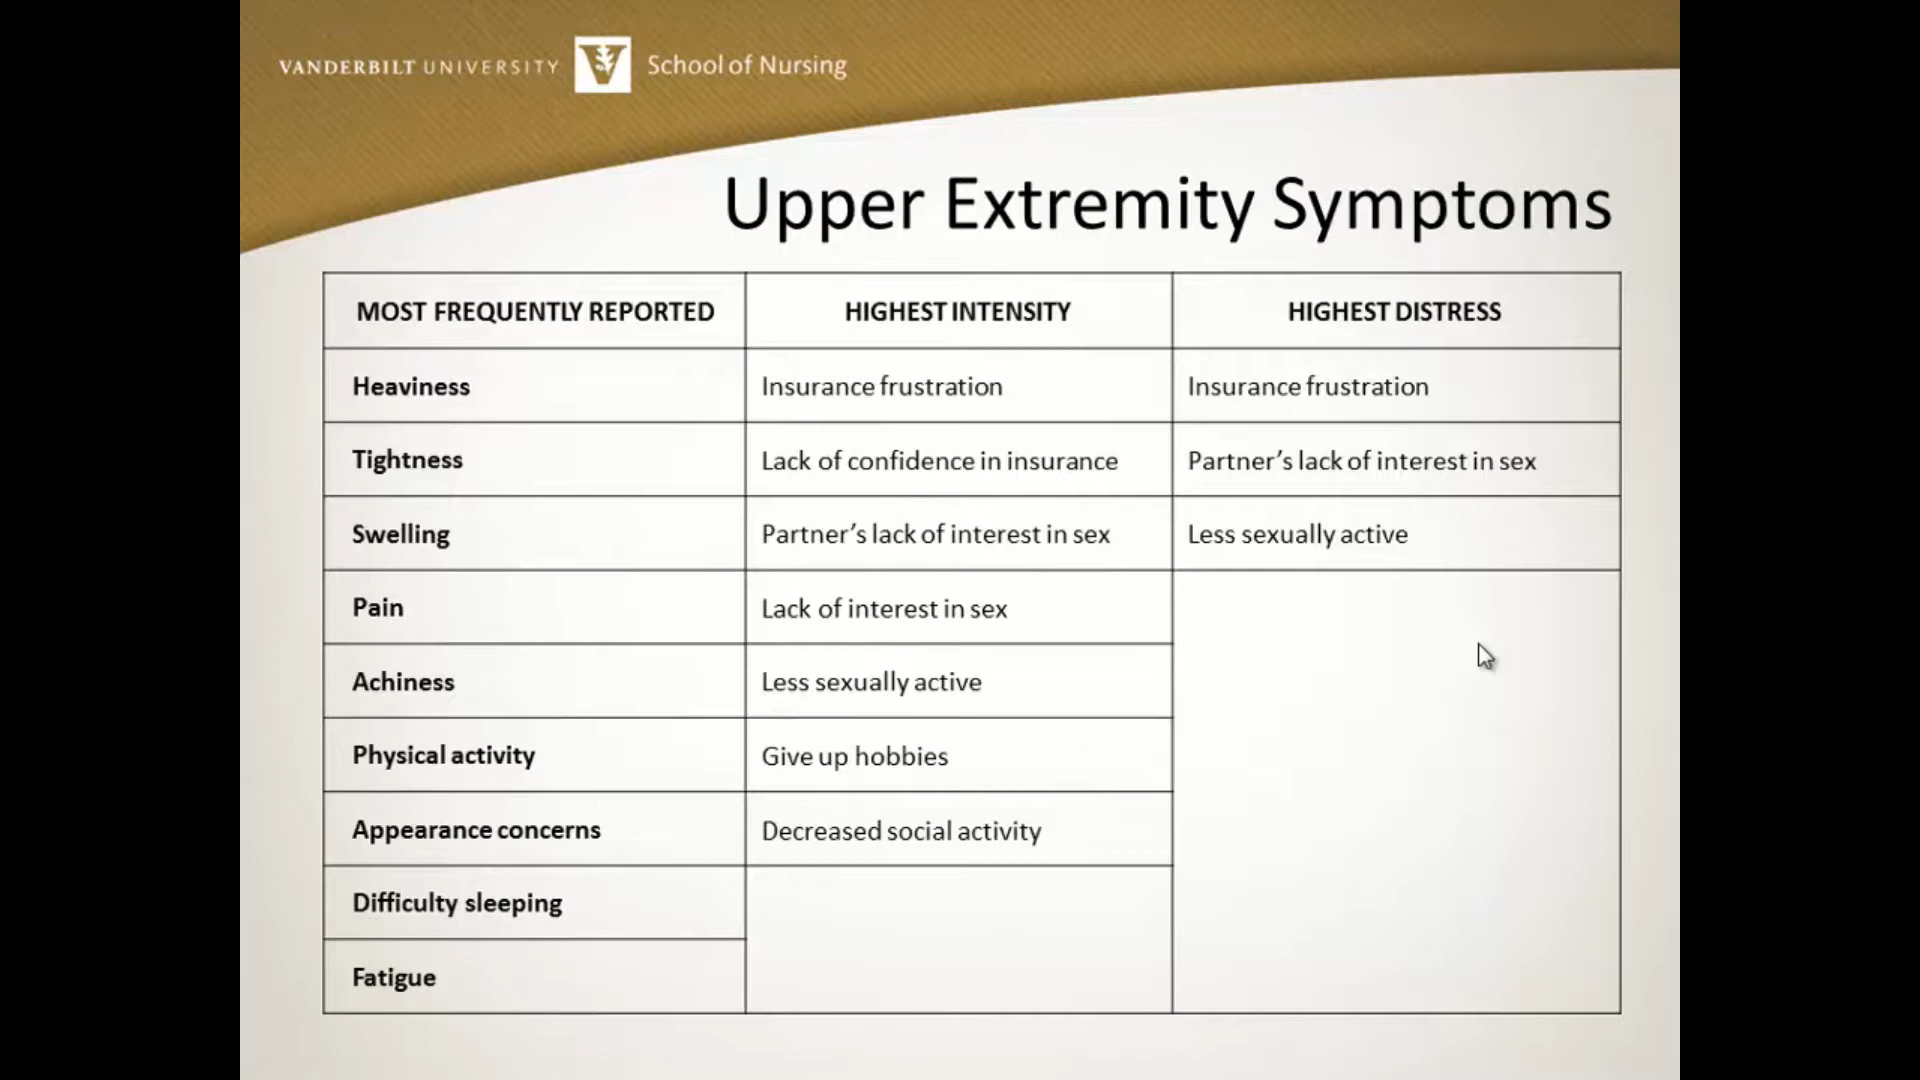 VANDERBILT UNIVERSITY V School of Nursing
Upper Extremity Symptoms
MOST FREQUENTLY REPORTED HIGHEST INTENSITY HIGHEST DISTRESS
Heaviness Insurance frustration Insurance frustration
Tightness Lack of confidence in insurance Partner’s lack of interest in sex
Swelling Partner’s lack of interest in sex Less sexually active
Pain Lack of interest in sex
Achiness Less sexually active
Physical activity Give up hobbies
Appearance concerns Decreased social activity
Difficulty sleeping
Fatigue